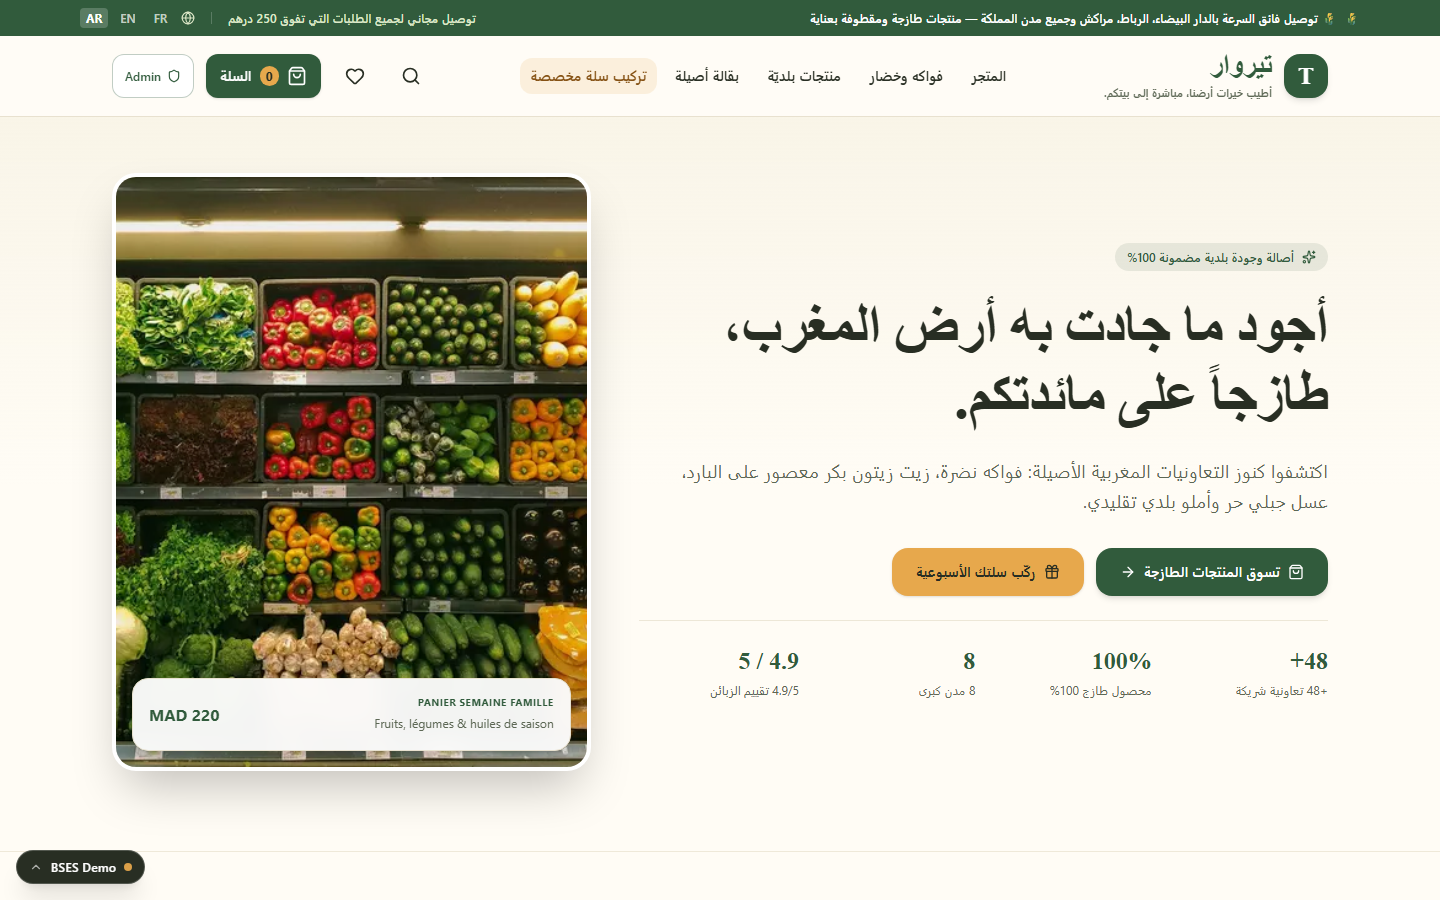 توصيل فائق السرعة بالدار البيضاء، الرباط، مراكش وجميع مدن المملكة — منتجات طازجة ومقطوفة بعناية
توصيل مجاني لجميع الطلبات التي تفوق 250 درهم
FR
EN
AR
T
تيروار
أطيب خيرات أرضنا، مباشرة إلى بيتكم.
المتجر
فواكه وخضار
منتجات بلديّة
بقالة أصيلة
تركيب سلة مخصصة
0
السلة
Admin
أصالة وجودة بلدية مضمونة 100%
أجود ما جادت به أرض المغرب،
طازجاً على مائدتكم.
اكتشفوا كنوز التعاونيات المغربية الأصيلة: فواكه نضرة، زيت زيتون بكر معصور على البارد،
عسل جبلي حر وأملو بلدي تقليدي.
تسوق المنتجات الطازجة
ركّب سلتك الأسبوعية
+48
+48 تعاونية شريكة
100%
محصول طازج 100%
8
8 مدن كبرى
5 / 4.9
4.9/5 تقييم الزبائن
PANIER SEMAINE FAMILLE
Fruits, légumes & huiles de saison
MAD 220
BSES Demo